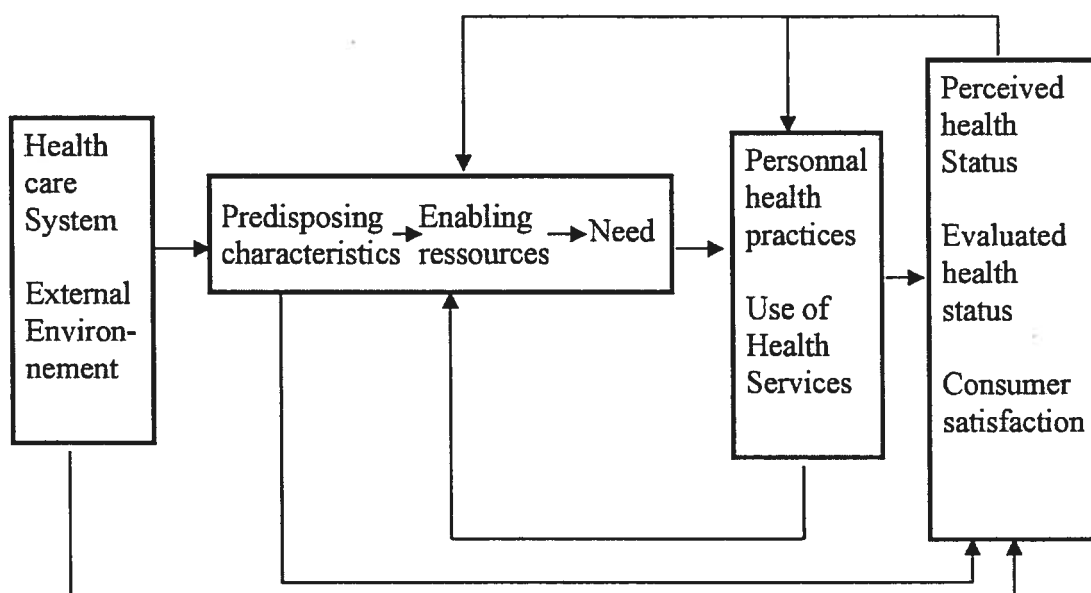 Health
care
System
External
Environ-
nement
Predisposing
characteristics
Enabling
ressources
Need
Personnal
health
practices
Use of
Health
Services
Perceived
health
Status
Evaluated
health
status
Consumer
satisfaction